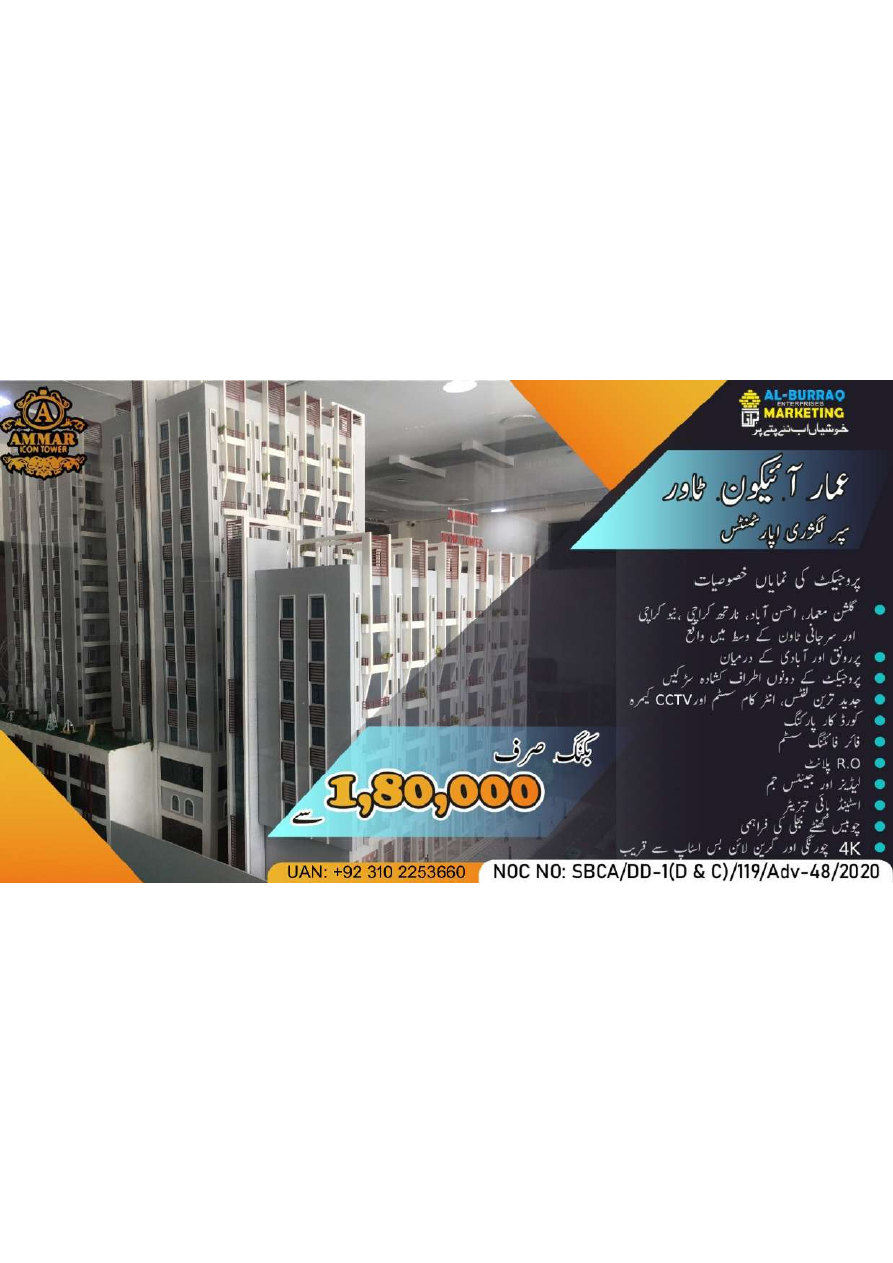 AMMAR
ICON TOWER
AL-BURRAQ
ENTERPRISES
MARKETING
خوشیاں اب نئے پتے پر
عمار آئیکون ٹاور
سپر لگژری اپارٹمنٹس
AMMAR
ICON TOWER
پروجیکٹ کی نمایاں خصوصیات
گلشن معمار، احسن آباد، نارتھ کراچی، نیو کراچی
اور سرجانی ٹاون کے وسط میں واقع
پررونق اور آبادی کے درمیان
پروجیکٹ کے دونوں اطراف کشادہ سڑکیں
جدید ترین لفٹس، انٹر کام سسٹم اور CCTV کیمرہ
کورڈ کار پارکنگ
فائر فائٹنگ سسٹم
R.O پلانٹ
لیڈیز اور جینٹس جم
اسٹینڈ بائی جنریٹر
چوبیس گھنٹے بجلی کی فراہمی
4K چورنگی اور گرین لائن بس اسٹاپ سے قریب
بکنگ صرف
1,80,000
سے
UAN: +92 310 2253660
NOC NO: SBCA/DD-1(D & C)/119/Adv-48/2020